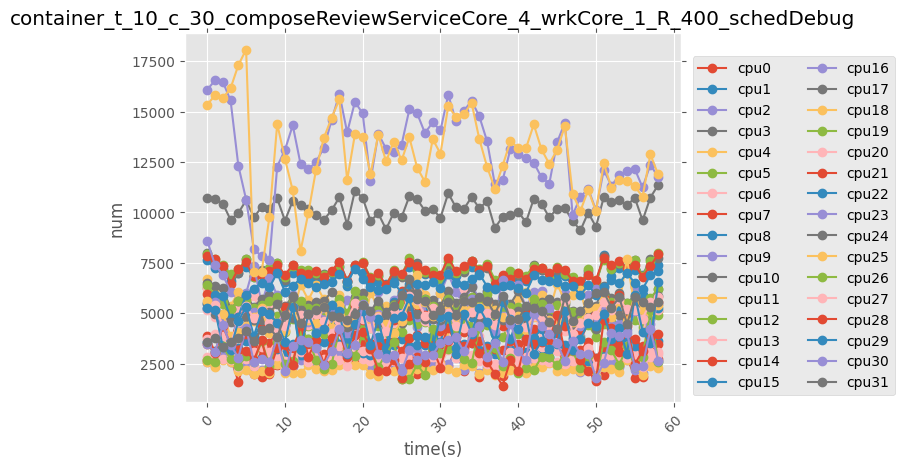 container_t_10_c_30_composeReviewServiceCore_4_wrkCore_1_R_400_schedDebug
17500
15000
12500
10000
7500
5000
2500
num
0
10
20
30
40
50
60
time(s)
cpu0
cpu1
cpu2
cpu3
cpu4
cpu5
cpu6
cpu7
cpu8
cpu9
cpu10
cpu11
cpu12
cpu13
cpu14
cpu15
cpu16
cpu17
cpu18
cpu19
cpu20
cpu21
cpu22
cpu23
cpu24
cpu25
cpu26
cpu27
cpu28
cpu29
cpu30
cpu31